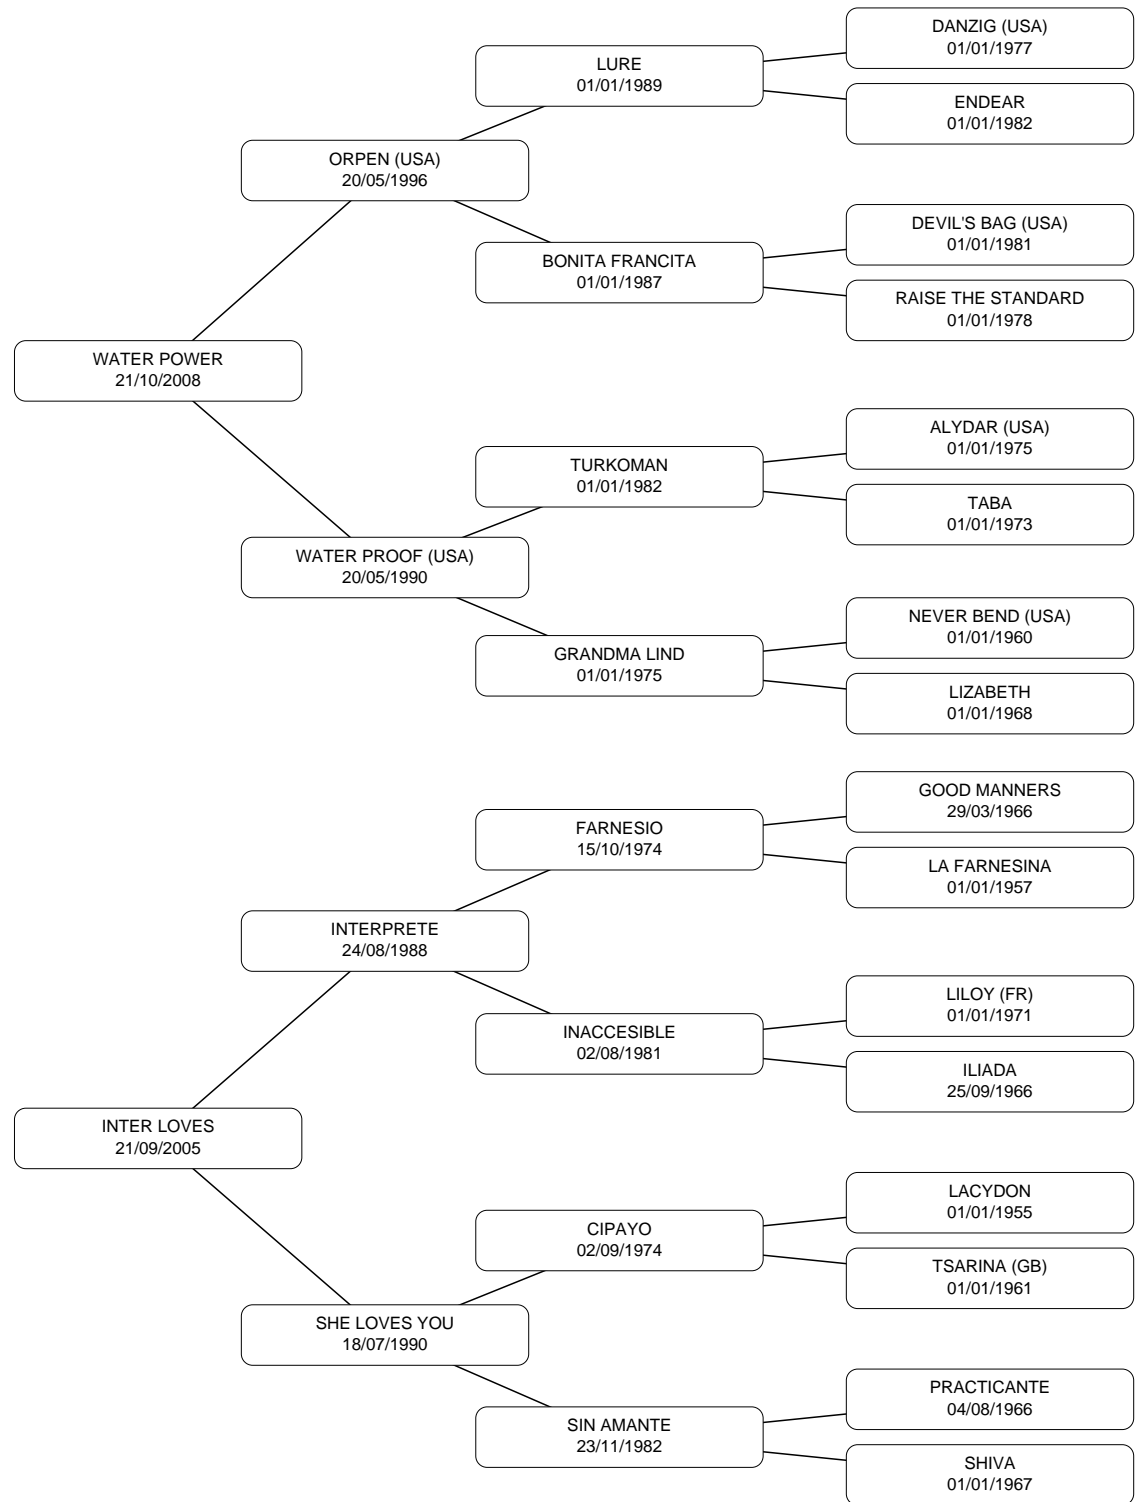 DANZIG (USA)
01/01/1977
LURE
01/01/1989
ENDEAR
01/01/1982
ORPEN (USA)
20/05/1996
DEVIL'S BAG (USA)
01/01/1981
BONITA FRANCITA
01/01/1987
RAISE THE STANDARD
01/01/1978
WATER POWER
21/10/2008
ALYDAR (USA)
01/01/1975
TURKOMAN
01/01/1982
TABA
01/01/1973
WATER PROOF (USA)
20/05/1990
NEVER BEND (USA)
01/01/1960
GRANDMA LIND
01/01/1975
LIZABETH
01/01/1968
GOOD MANNERS
29/03/1966
FARNESIO
15/10/1974
LA FARNESINA
01/01/1957
INTERPRETE
24/08/1988
LILOY (FR)
01/01/1971
INACCESIBLE
02/08/1981
ILIADA
25/09/1966
INTER LOVES
21/09/2005
LACYDON
01/01/1955
CIPAYO
02/09/1974
TSARINA (GB)
01/01/1961
SHE LOVES YOU
18/07/1990
PRACTICANTE
04/08/1966
SIN AMANTE
23/11/1982
SHIVA
01/01/1967